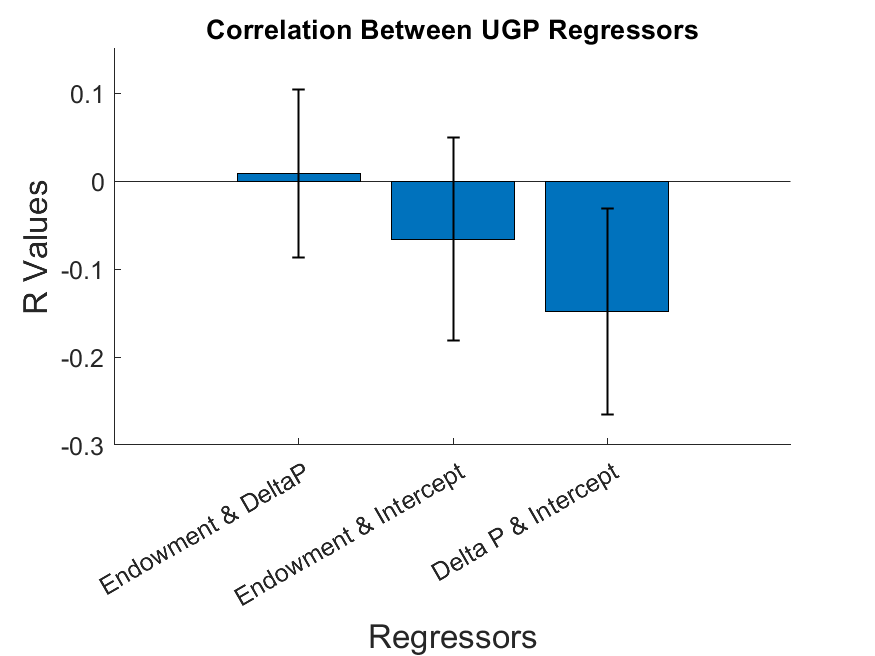 Correlation Between UGP Regressors
R Values
0.1
0
-0.1
-0.2
-0.3
Endowment & DeltaP
Endowment & Intercept
Delta P & Intercept
Regressors